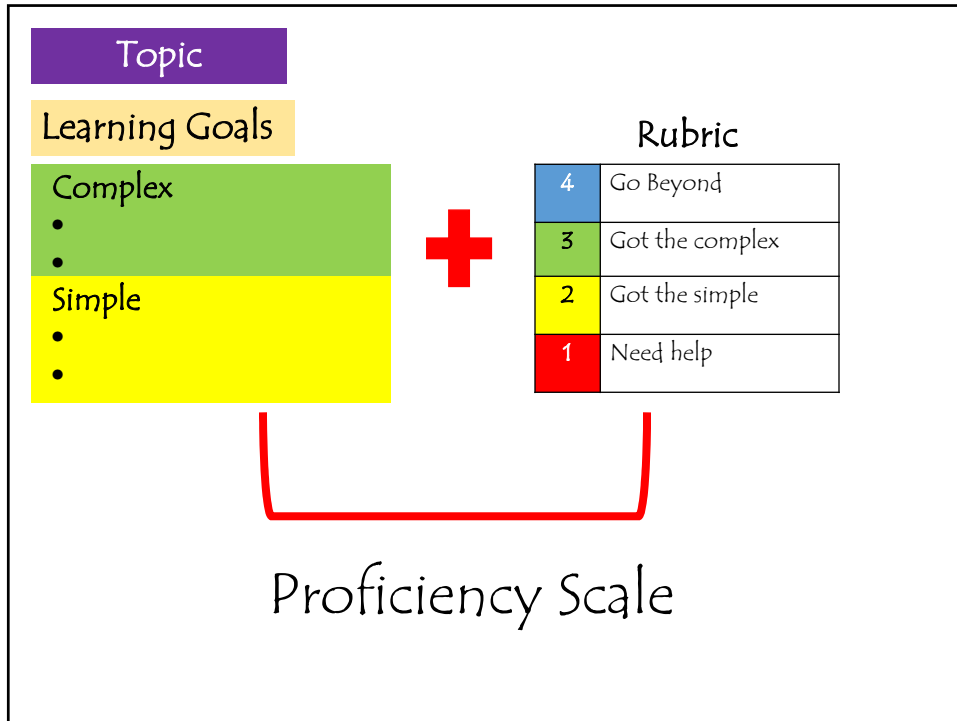 Topic
Learning Goals
Complex
•
•
Simple
•
•
Rubric
4 Go Beyond
3 Got the complex
2 Got the simple
1 Need help
Proficiency Scale